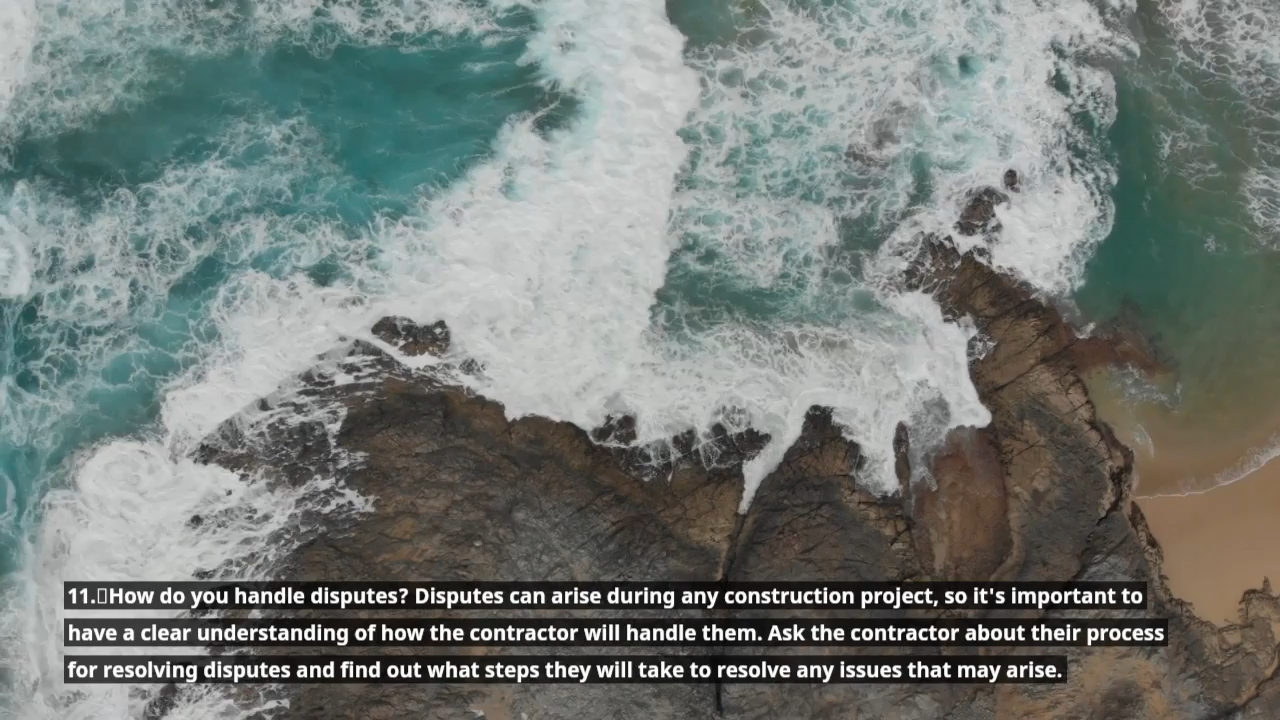 11.▯How do you handle disputes? Disputes can arise during any construction project, so it's important to
have a clear understanding of how the contractor will handle them. Ask the contractor about their process
for resolving disputes and find out what steps they will take to resolve any issues that may arise.